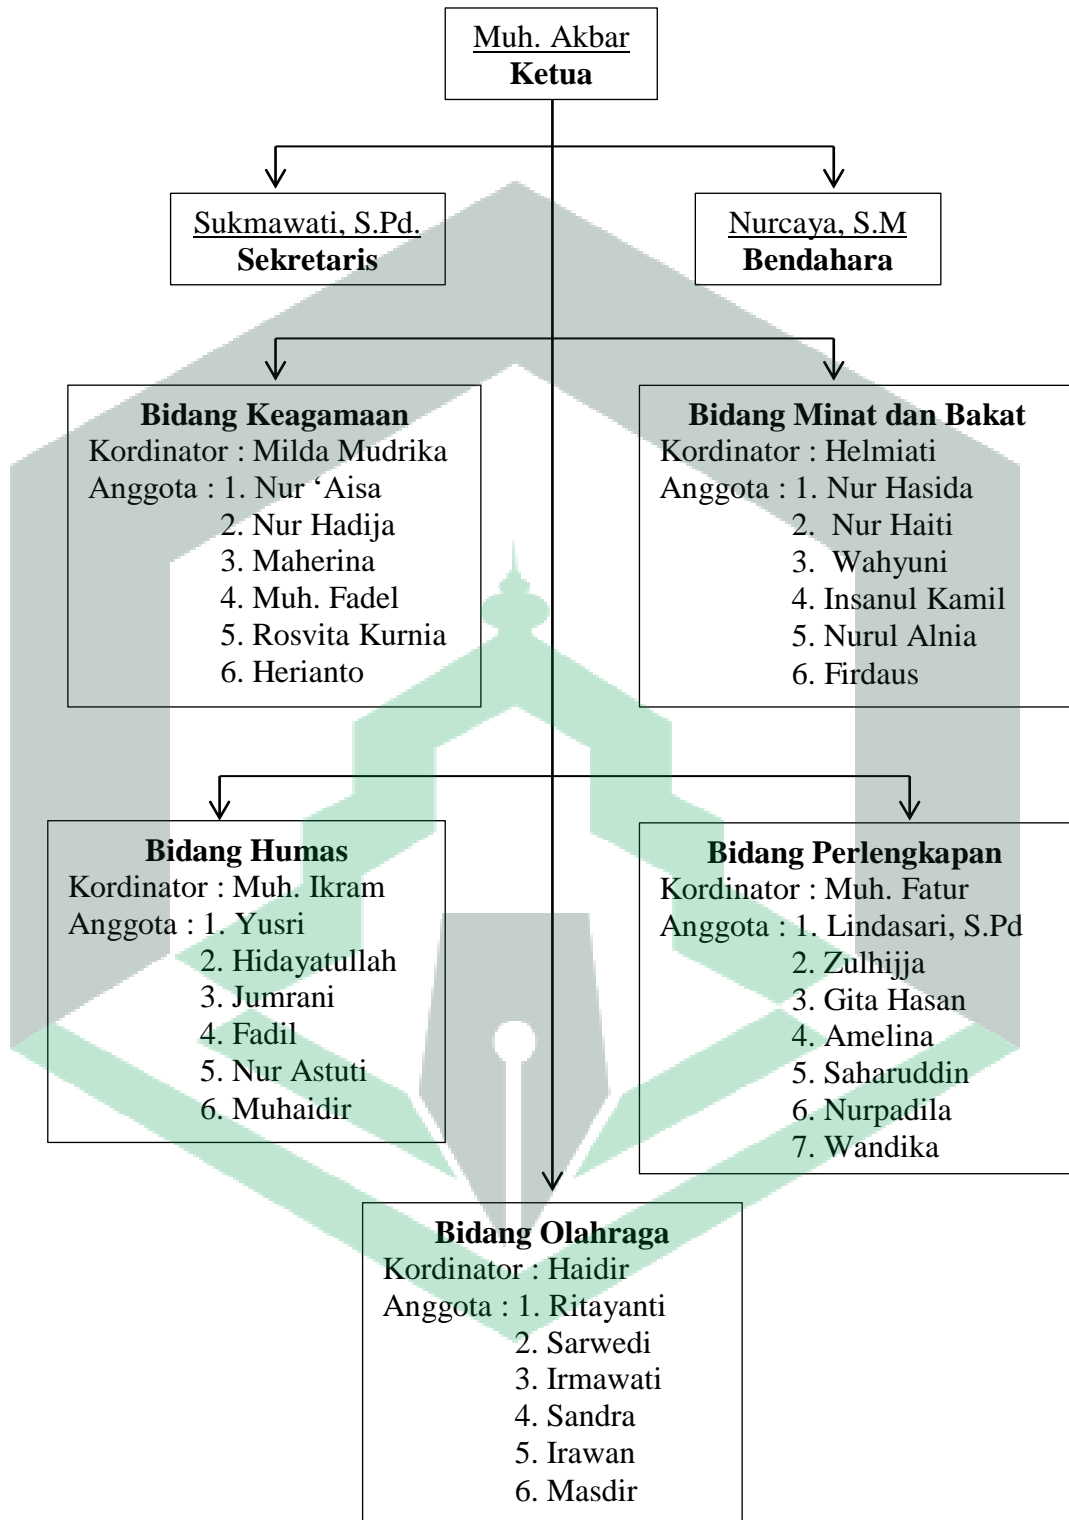 Muh. Akbar
Ketua
Sukmawati, S.Pd.
Sekretaris
Nurcaya, S.M
Bendahara
Bidang Keagamaan
Kordinator : Milda Mudrika
Anggota : 1. Nur ‘Aisa
2. Nur Hadija
3. Maherina
4. Muh. Fadel
5. Rosvita Kurnia
6. Herianto
Bidang Minat dan Bakat
Kordinator : Helmiati
Anggota : 1. Nur Hasida
2. Nur Haiti
3. Wahyuni
4. Insanul Kamil
5. Nurul Alnia
6. Firdaus
Bidang Humas
Kordinator : Muh. Ikram
Anggota : 1. Yusri
2. Hidayatullah
3. Jumrani
4. Fadil
5. Nur Astuti
6. Muhaidir
Bidang Perlengkapan
Kordinator : Muh. Fatur
Anggota : 1. Lindasari, S.Pd
2. Zulhijja
3. Gita Hasan
4. Amelina
5. Saharuddin
6. Nurpadila
7. Wandika
Bidang Olahraga
Kordinator : Haidir
Anggota : 1. Ritayanti
2. Sarwedi
3. Irmawati
4. Sandra
5. Irawan
6. Masdir